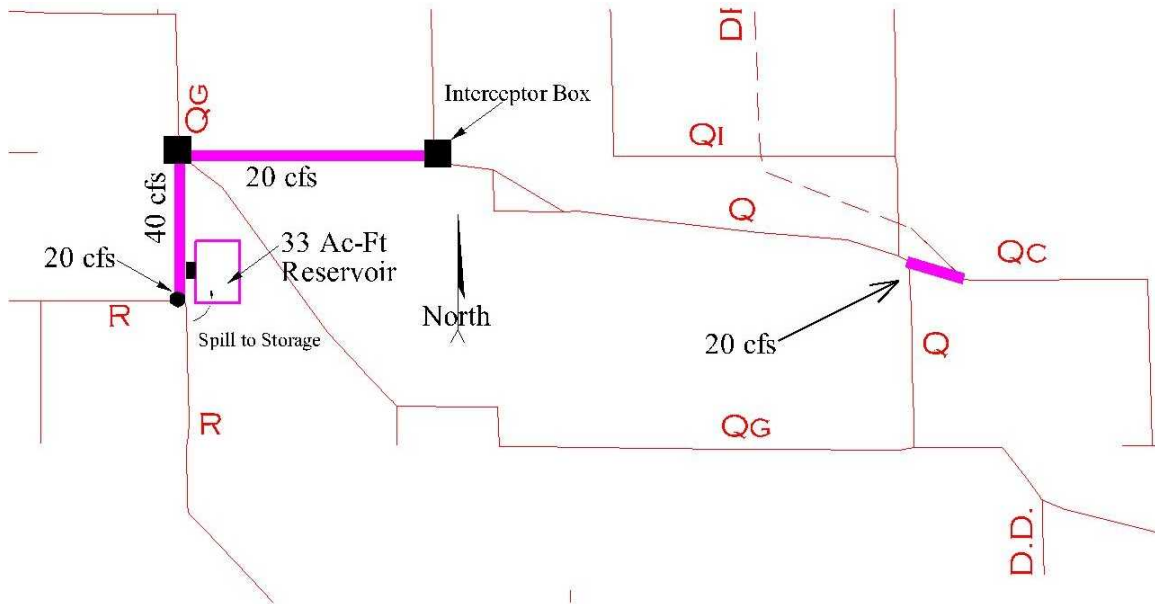 DI
QG
Interceptor Box
QI
20 cfs
40 cfs
Q
20 cfs
33 Ac-Ft
Reservoir
QC
R
North
Spill to Storage
20 cfs
Q
R
QG
D.D.